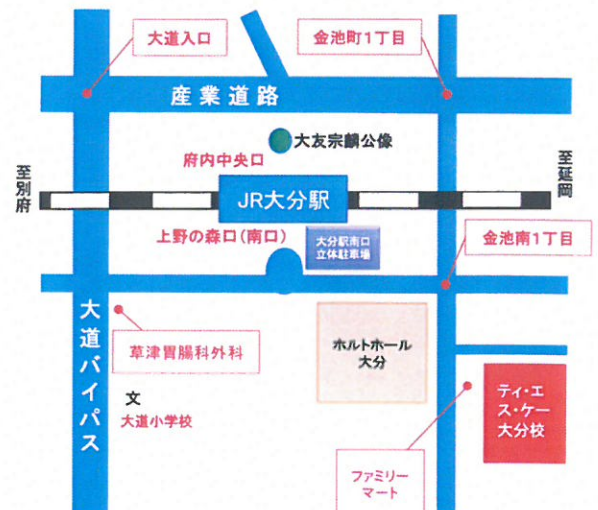 大道入口
金池町1丁目
産業道路
大友宗麟公像
府内中央口
至別府
至延岡
JR大分駅
上野の森口(南口)
大分駅南口
立体駐車場
金池南1丁目
大道バイパス
草津胃腸科外科
ホルトホール
大分
文
大道小学校
ティ・エ
ス・ケー
大分校
ファミリー
マート